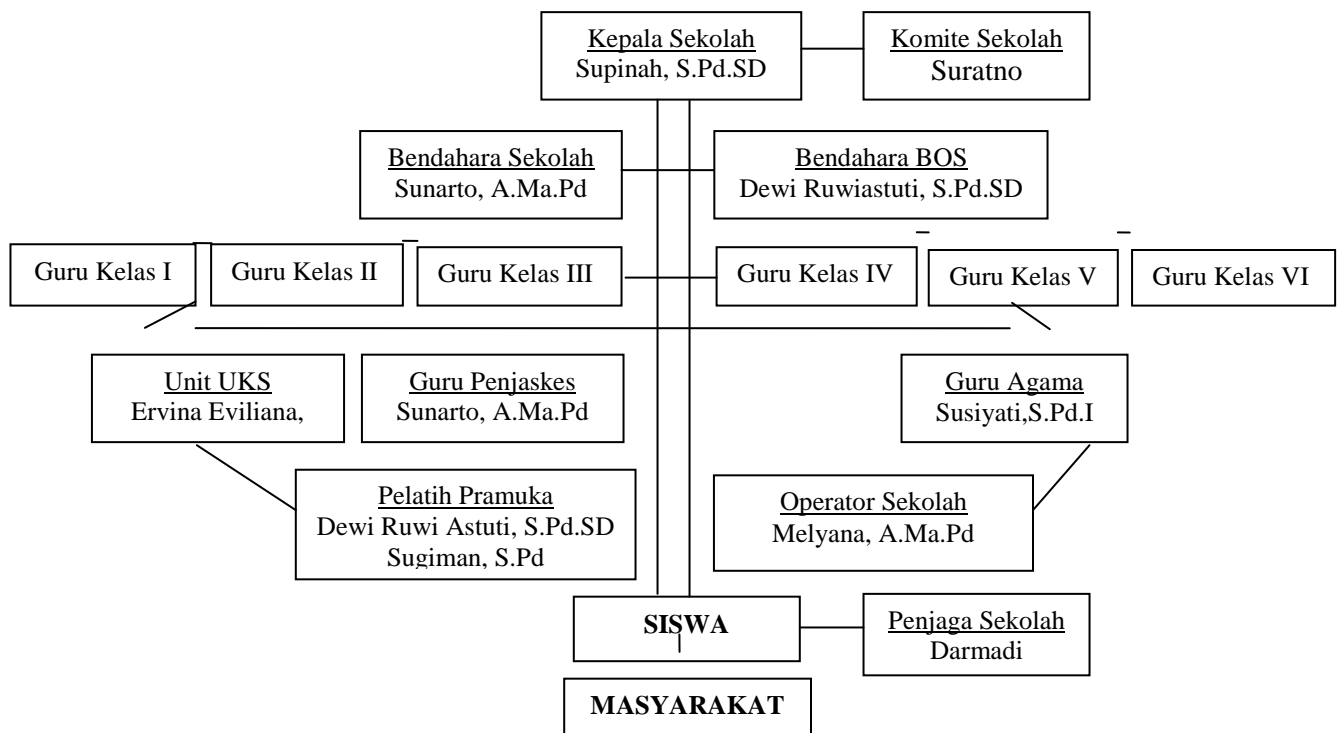 Kepala Sekolah
Supinah, S.Pd.SD
Komite Sekolah
Suratno
Bendahara Sekolah
Sunarto, A.Ma.Pd
Bendahara BOS
Dewi Ruwiastuti, S.Pd.SD
Guru Kelas I
Guru Kelas II
Guru Kelas III
Guru Kelas IV
Guru Kelas V
Guru Kelas VI
Unit UKS
Ervina Eviliana,
Guru Penjaskes
Sunarto, A.Ma.Pd
Guru Agama
Susiyati,S.Pd.I
Pelatih Pramuka
Dewi Ruwi Astuti, S.Pd.SD
Sugiman, S.Pd
Operator Sekolah
Melyana, A.Ma.Pd
SISWA
Penjaga Sekolah
Darmadi
MASYARAKAT